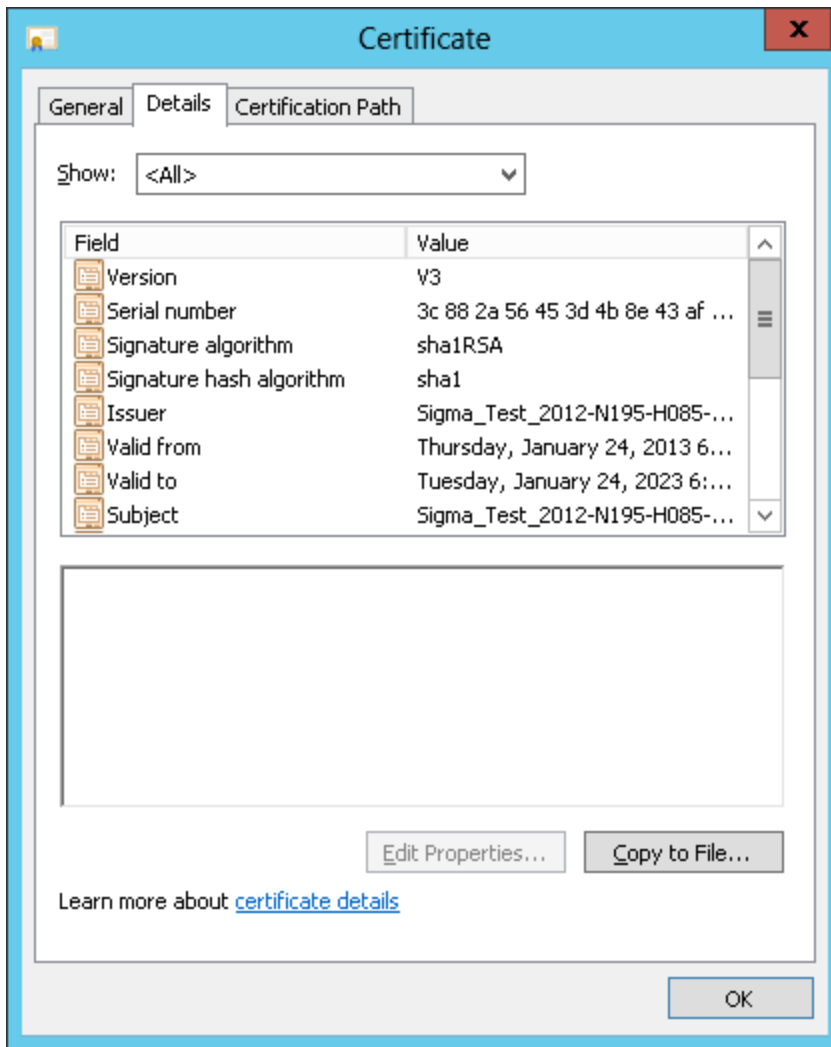 Certificate
General Details Certification Path
Show: <All>
Field Value
Version V3
Serial number 3c 88 2a 56 45 3d 4b 8e 43 af ...
Signature algorithm sha1RSA
Signature hash algorithm sha1
Issuer Sigma_Test_2012-N195-H085-...
Valid from Thursday, January 24, 2013 6...
Valid to Tuesday, January 24, 2023 6:...
Subject Sigma_Test_2012-N195-H085-...
Edit Properties... Copy to File...
Learn more about certificate details
OK